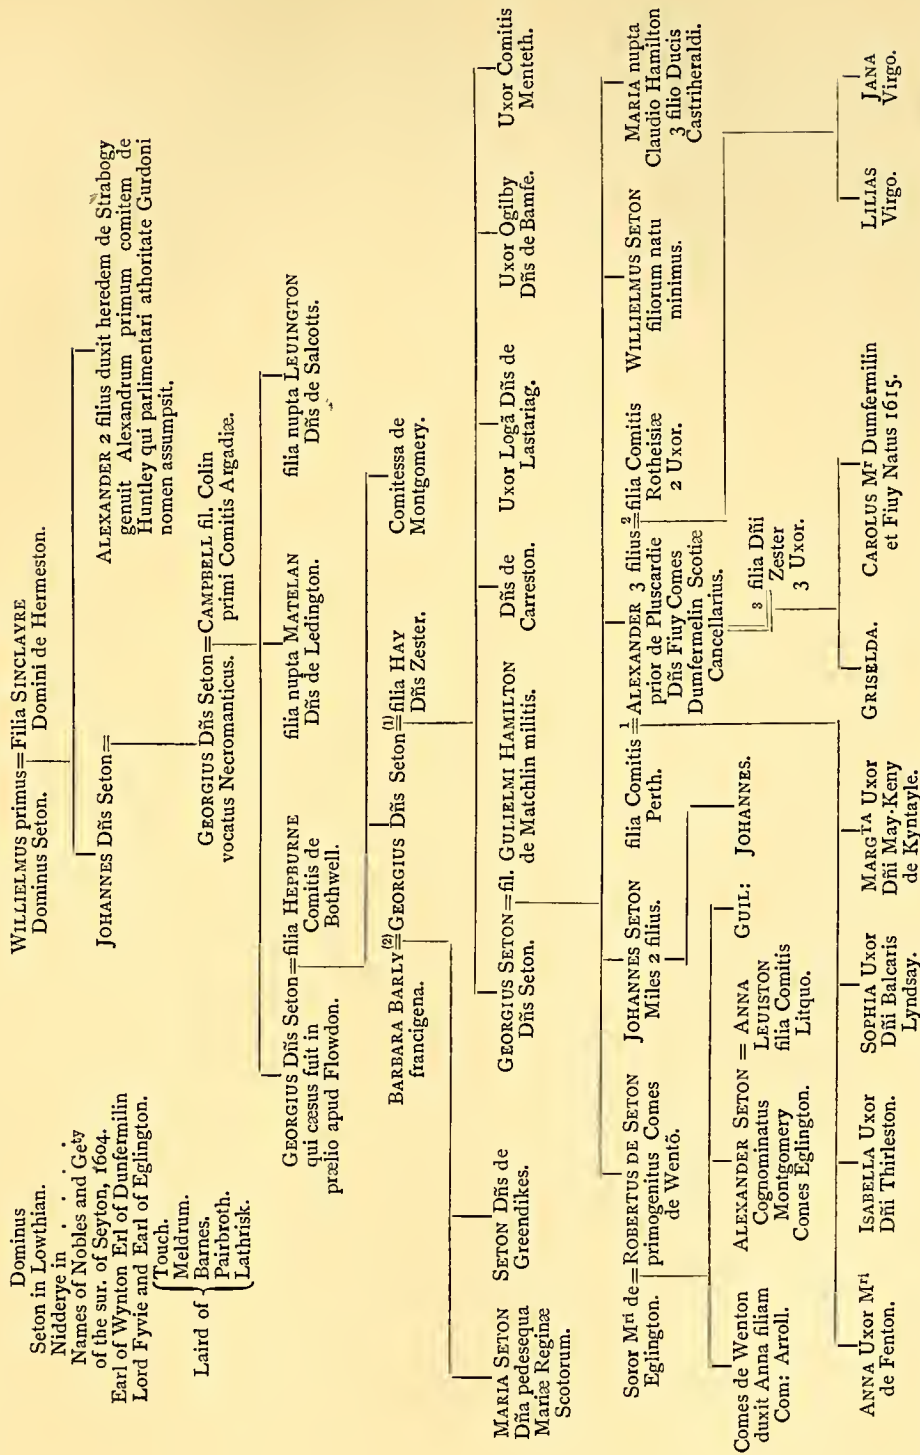 Dominus
Seton in Lowthian.
Nidderye in . . . .
Names of Nobles and Gety
of the sur. of Seyton, 1604.
Earl of Wynton Erl of Dunfermilin
Lord Fyvie and Earl of Eglington.
Laird of { Touch.
Meldrum.
Barnes.
Pairbroth.
Lathrisk.
WILLIELMUS primus = Filia SINCLAYRE
Dominus Seton. Domini de Hermeston.
JOHANNES Dñs Seton =
ALEXANDER 2 filius duxit heredem de Strabogy
genuit Alexandrum primum comitem de
Huntley qui parlimentari athoritate Gurdoni
nomen assumpsit.
GEORGIUS Dñs Seton = CAMPBELL fil. Colin
vocatus Necromanticus. primi Comitis Argadiæ.
GEORGIUS Dñs Seton = filia HEPBURNE
qui cæsus fuit in Comitis de
prælio apud Flowdon. Bothwell.
filia nupta MATELAN
Dñs de Ledington.
filia nupta LEUINGTON
Dñs de Salcotts.
BARBARA BARLY (2) = GEORGIUS Dñs Seton (1) = filia HAY
francigena. Dñs Zester.
Comitessa de
Montgomery.
MARIA SETON
Dña pedesequa
Mariæ Reginæ
Scotorum.
SETON Dñs de
Greendikes.
GEORGIUS SETON = fil. GULIELMI HAMILTON
Dñs Seton. de Matchlin militis.
Dñs de
Carreston.
Uxor Logã Dñs de
Lastariag.
Uxor Ogilby
Dñs de Bamfe.
Uxor Comitis
Menteth.
Soror Mri de = ROBERTUS DE SETON
Eglington. primogenitus Comes
de Wentõ.
JOHANNES SETON
Miles 2 filius.
filia Comitis 1 = ALEXANDER 3 filius 2 = filia Comitis
Perth. prior de Pluscardie Rotheisiæ
Dñs Fiuy Comes 2 Uxor.
Dumfermelin Scotiæ
Cancellarius.
3 filia Dñi
Zester
3 Uxor.
WILLIELMUS SETON
filiorum natu
minimus.
MARIA nupta
Claudio Hamilton
3 filio Ducis
Castriheraldi.
Comes de Wenton
duxit Anna filiam
Com: Arroll.
ALEXANDER SETON = ANNA
Cognominatus LEUISTON
Montgomery filia Comitis
Comes Eglington. Litquo.
GUIL:
JOHANNES.
ANNA Uxor Mri
de Fenton.
ISABELLA Uxor
Dñi Thirleston.
SOPHIA Uxor
Dñi Balcaris
Lyndsay.
MARGTA Uxor
Dñi May-Keny
de Kyntayle.
GRISELDA.
CAROLUS Mr Dumfermilin
et Fiuy Natus 1615.
LILIAS
Virgo.
JANA
Virgo.